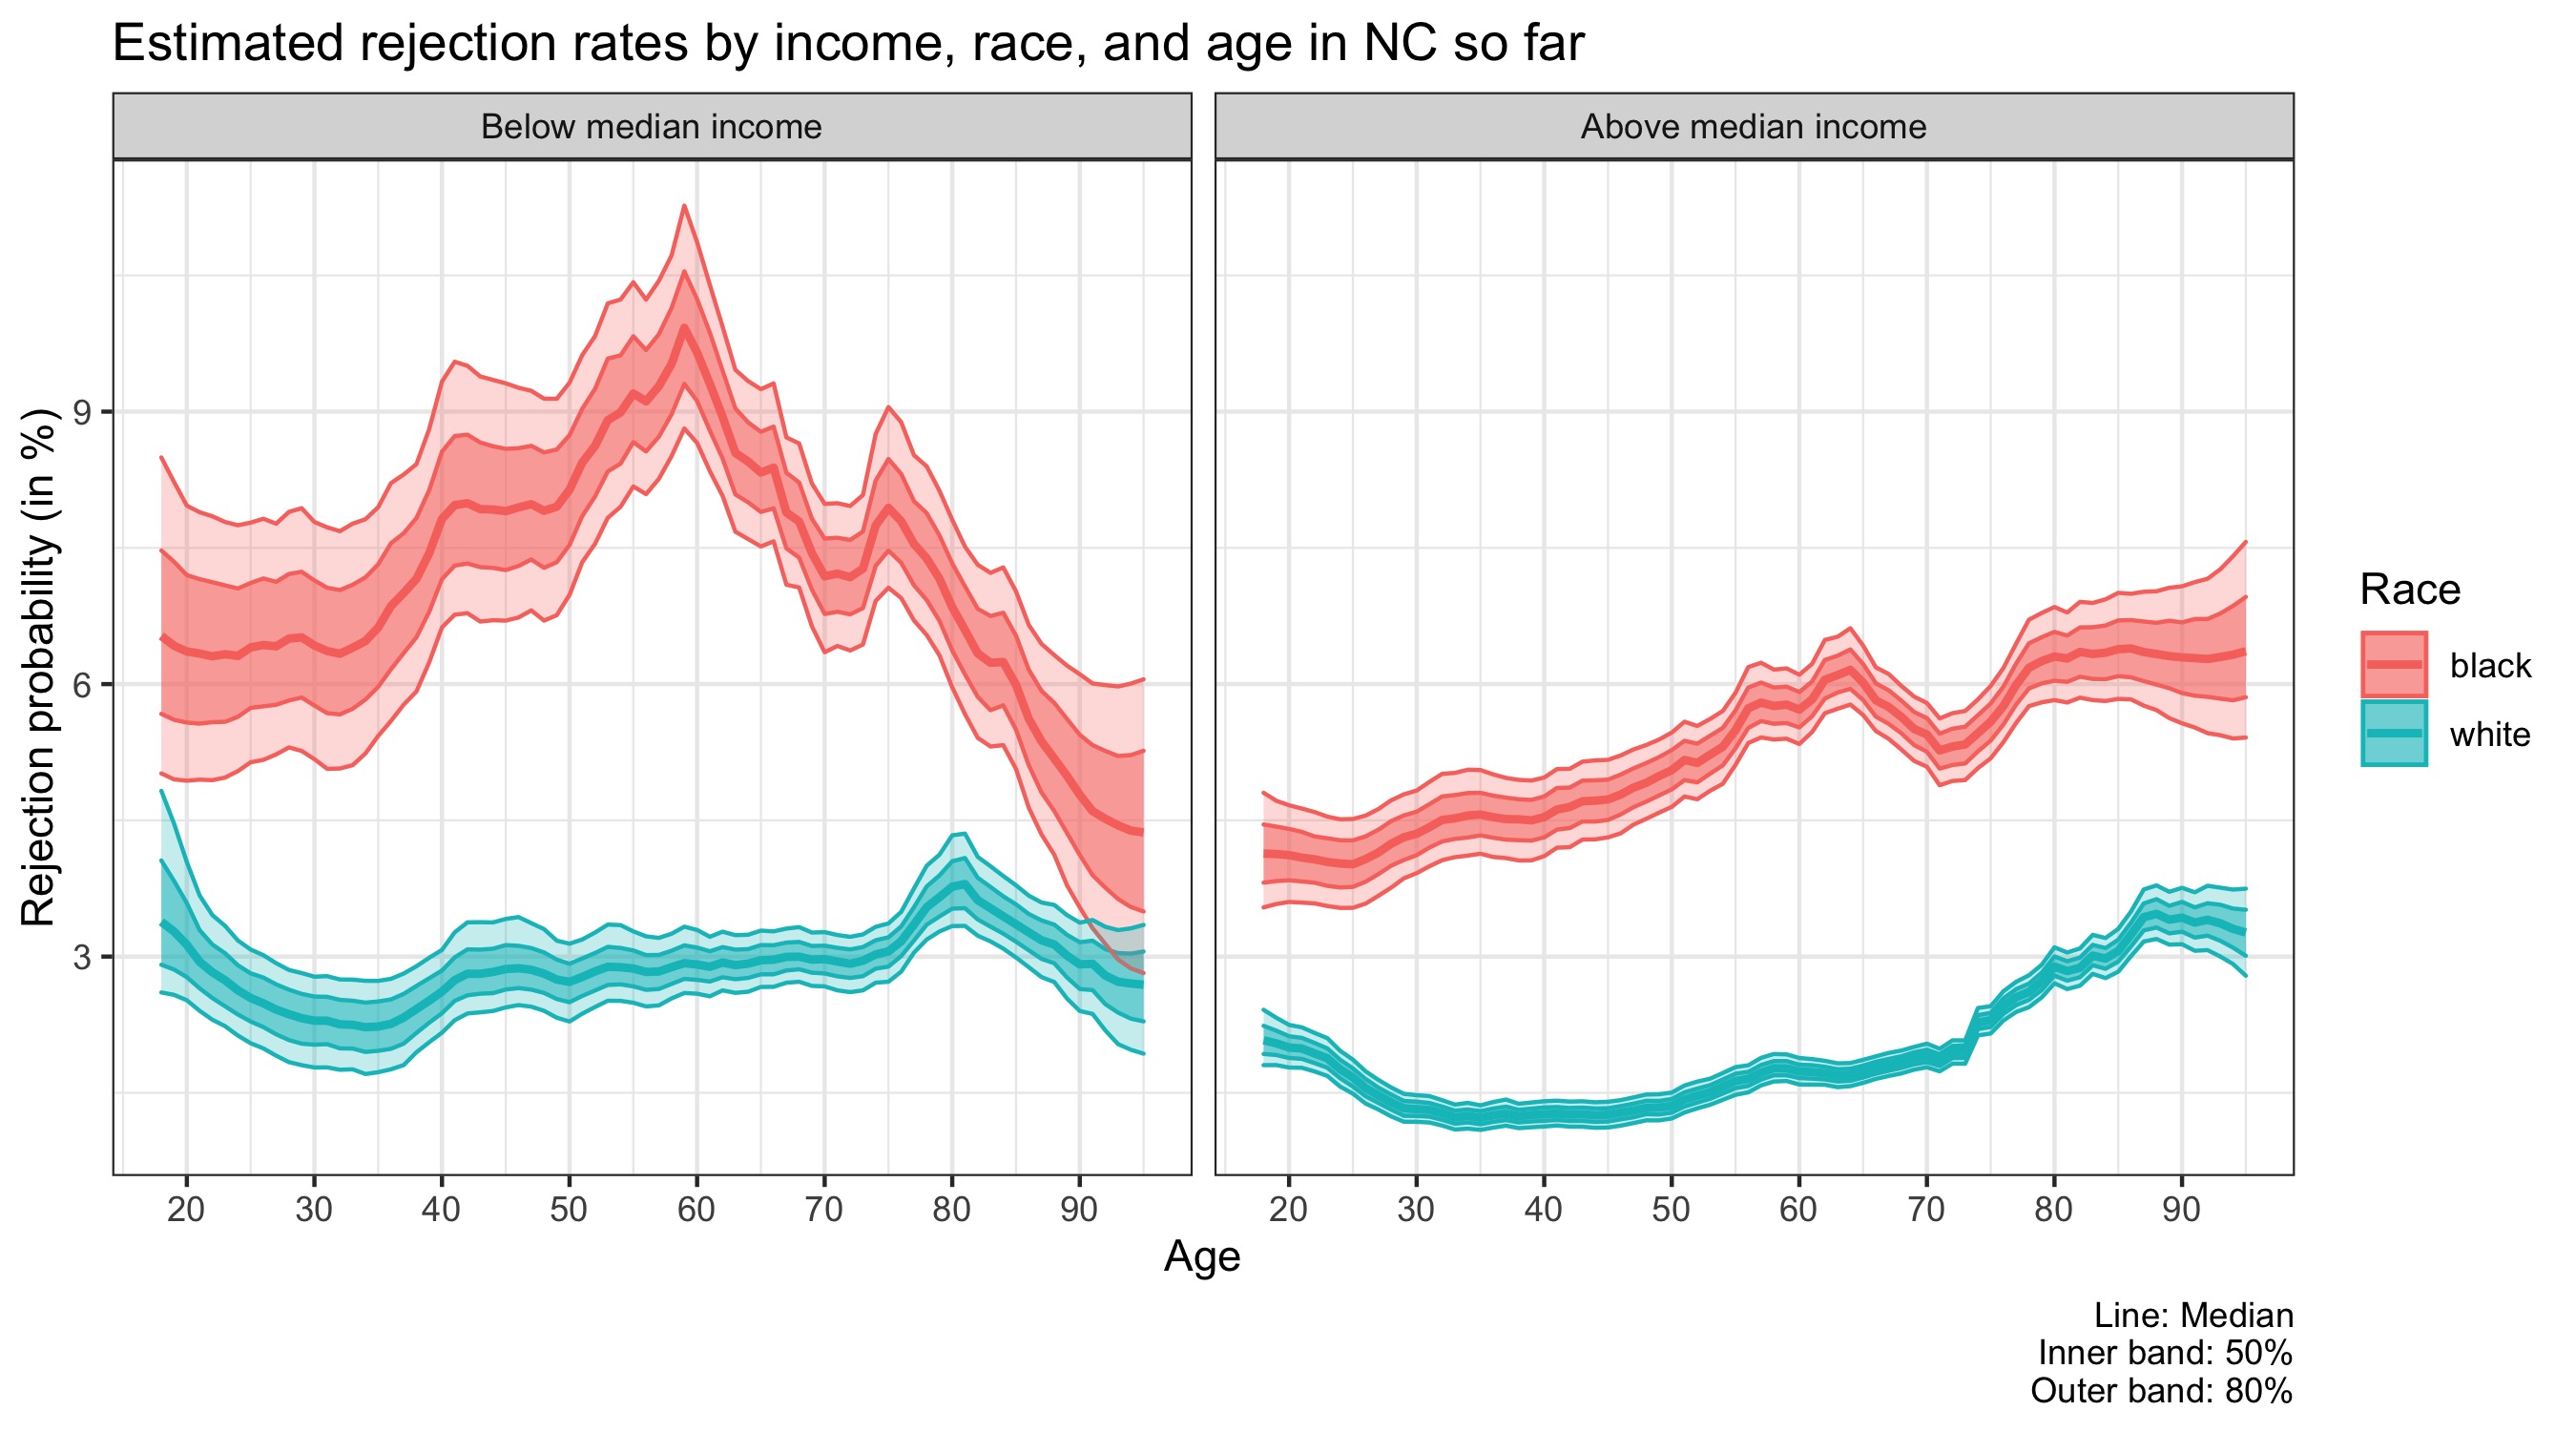 Estimated rejection rates by income, race, and age in NC so far
Below median income
Above median income
Rejection probability (in %)
9
6
3
20 30 40 50 60 70 80 90
20 30 40 50 60 70 80 90
Age
Race
black
white
Line: Median
Inner band: 50%
Outer band: 80%